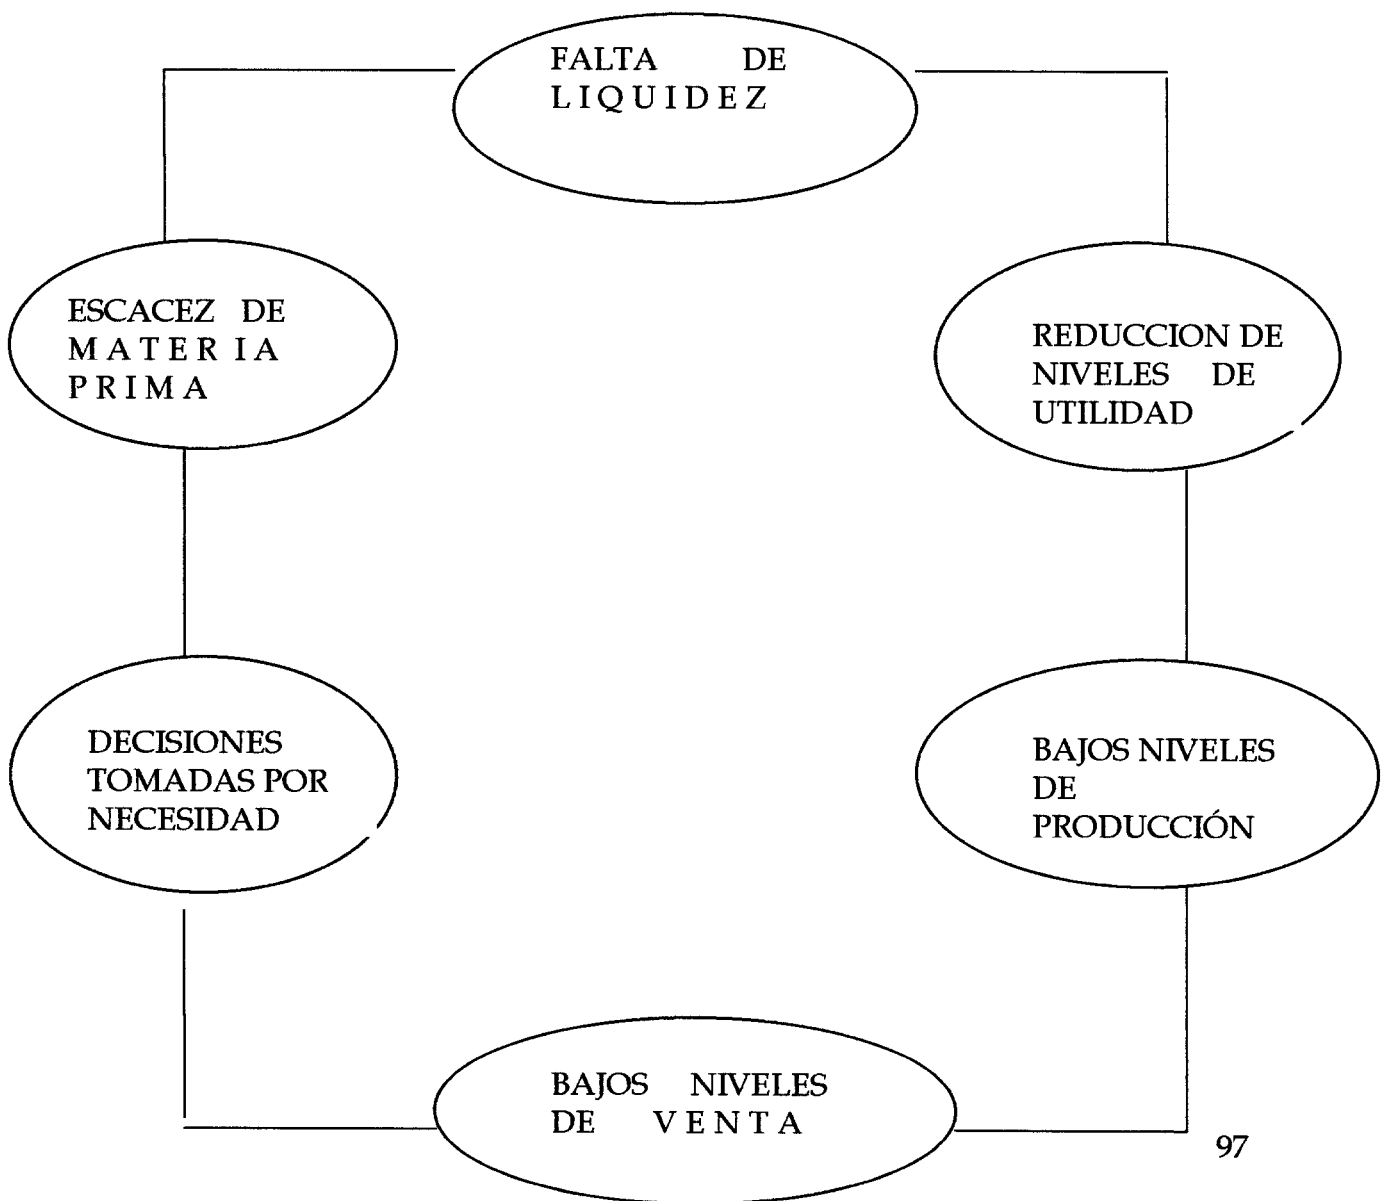 FALTA DE
LIQUIDEZ
ESCACEZ DE
MATERIA
PRIMA
REDUCCION DE
NIVELES DE
UTILIDAD
DECISIONES
TOMADAS POR
NECESIDAD
BAJOS NIVELES
DE
PRODUCCIÓN
BAJOS NIVELES
DE VENTA
97